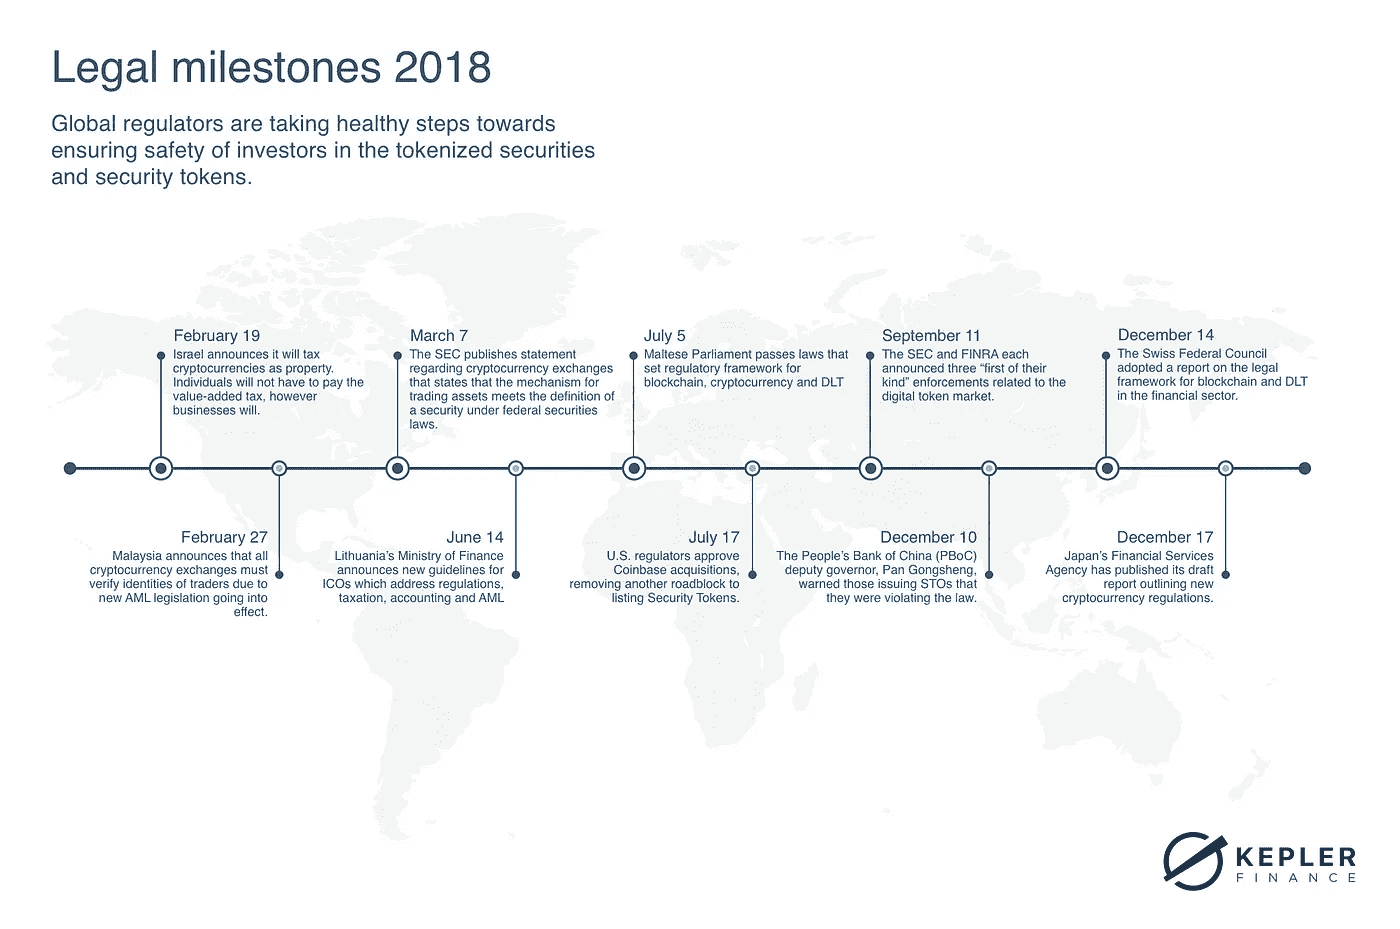 Legal milestones 2018
Global regulators are taking healthy steps towards
ensuring safety of investors in the tokenized securities
and security tokens.
February 19
Israel announces it will tax
cryptocurrencies as property.
Individuals will not have to pay the
value-added tax, however
businesses will.
March 7
The SEC publishes statement
regarding cryptocurrency exchanges
that states that the mechanism for
trading assets meets the definition of
a security under federal securities
laws.
July 5
Maltese Parliament passes laws that
set regulatory framework for
blockchain, cryptocurrency and DLT
September 11
The SEC and FINRA each
announced three “first of their
kind” enforcements related to the
digital token market.
December 14
The Swiss Federal Council
adopted a report on the legal
framework for blockchain and DLT
in the financial sector.
February 27
Malaysia announces that all
cryptocurrency exchanges must
verify identities of traders due to
new AML legislation going into
effect.
June 14
Lithuania’s Ministry of Finance
announces new guidelines for
ICOs which address regulations,
taxation, accounting and AML
July 17
U.S. regulators approve
Coinbase acquisitions,
removing another roadblock to
listing Security Tokens.
December 10
The People’s Bank of China (PBoC)
deputy governor, Pan Gongsheng,
warned those issuing STOs that
they were violating the law.
December 17
Japan’s Financial Services
Agency has published its draft
report outlining new
cryptocurrency regulations.
KEPLER
FINANCE